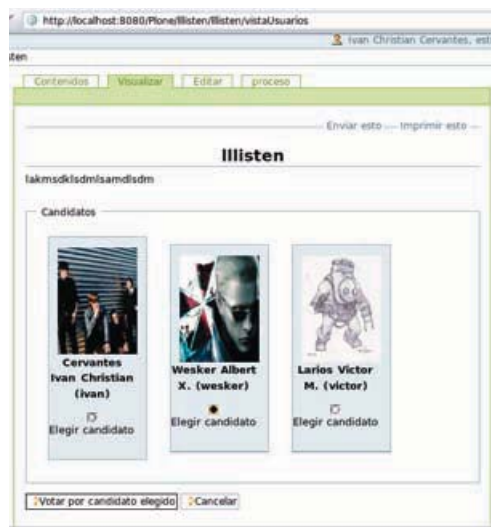 http://localhost:8080/Plone/lllisten/lllisten/vistaUsuarios
Ivan Christian Cervantes, est
sten
Contenidos
Visualizar
Editar
proceso
Enviar esto — Imprimir esto —
lllisten
lakmsdklsdmlsamdlsdm
Candidatos
Cervantes
Ivan Christian
(ivan)
Elegir candidato
Wesker Albert
X. (wesker)
Elegir candidato
Larios Victor
M. (victor)
Elegir candidato
Votar por candidato elegido
Cancelar